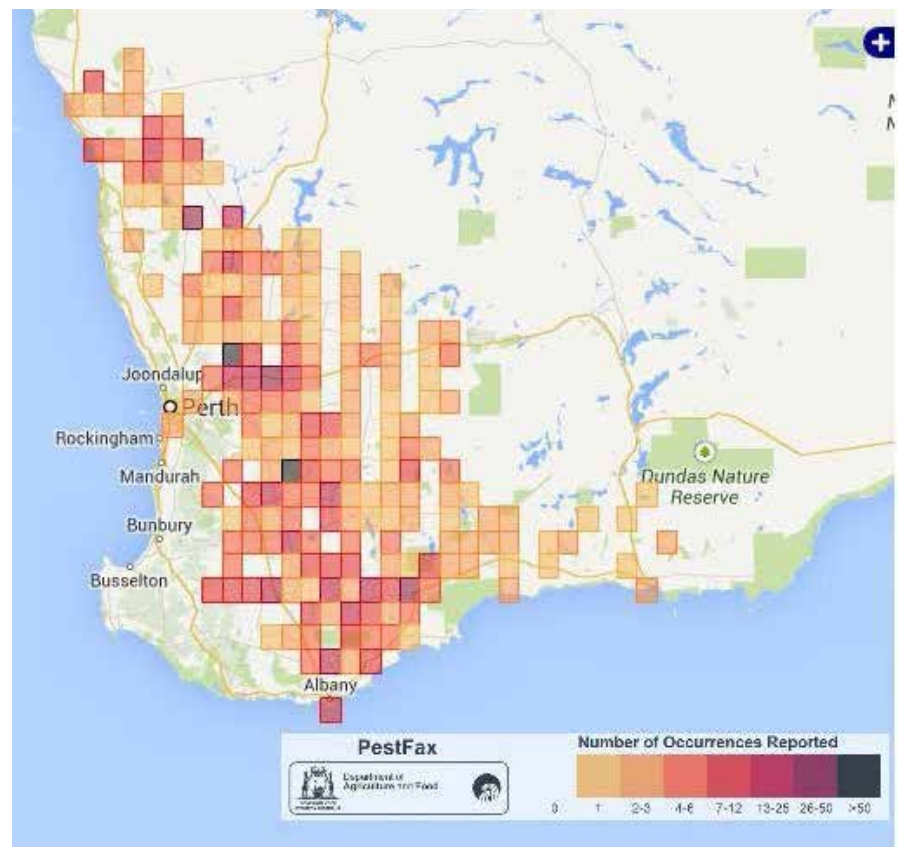 +
N
N
Joondalup
Perth
Rockingham
Mandurah
Dundas Nature
Reserve
Bunbury
Busselton
Albany
PestFax
Department of
Agriculture and Food
Number of Occurrences Reported
0 1 2-3 4-6 7-12 13-25 26-50 >50